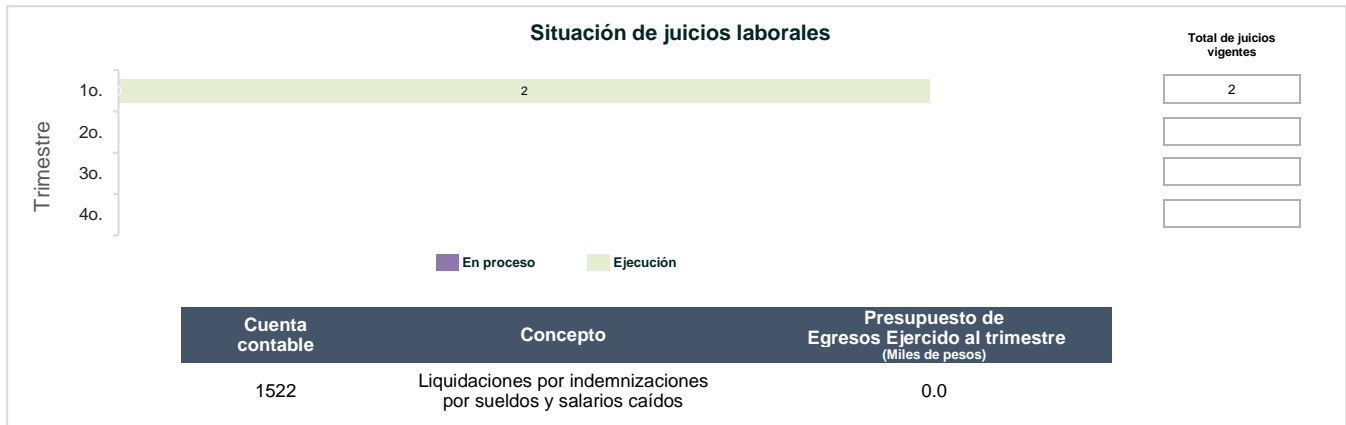 Situación de juicios laborales
Total de juicios
vigentes
Trimestre
1o.
0
2
2
2o.
3o.
4o.
En proceso
Ejecución
Cuenta
contable
Concepto
Presupuesto de
Egresos Ejercido al trimestre
(Miles de pesos)
1522
Liquidaciones por indemnizaciones
por sueldos y salarios caídos
0.0